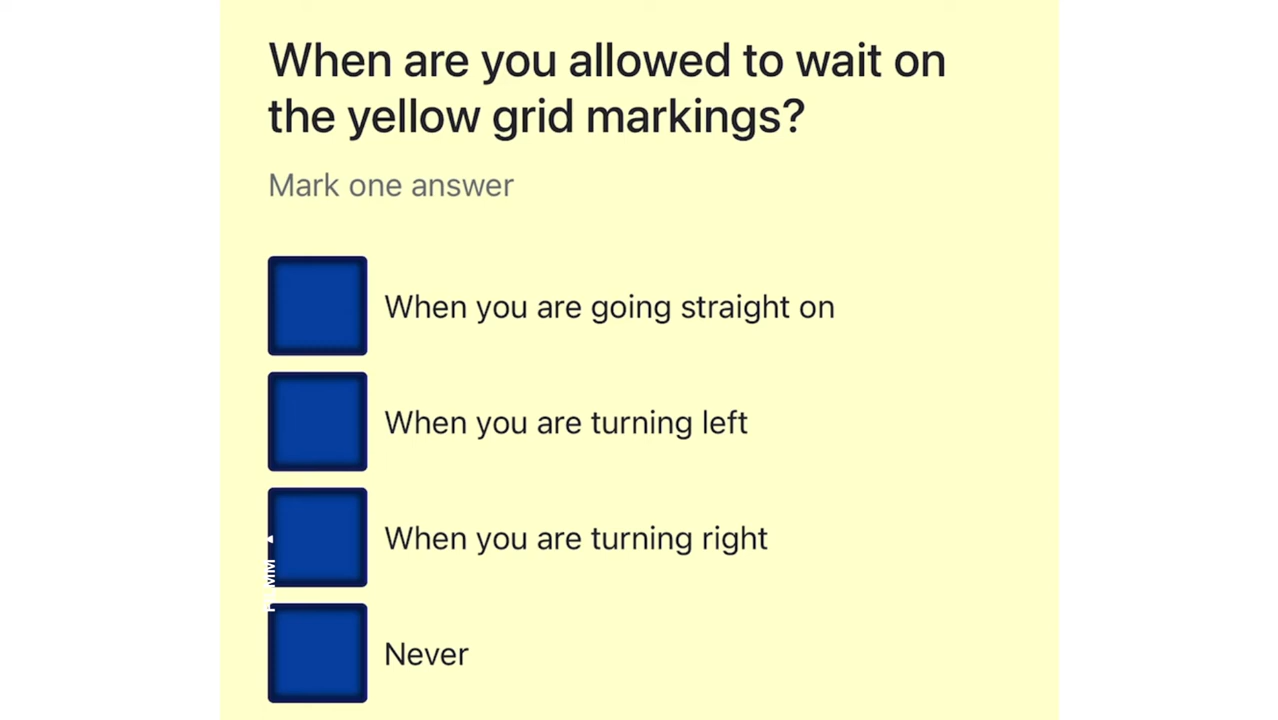 When are you allowed to wait on
the yellow grid markings?
Mark one answer
When you are going straight on
When you are turning left
When you are turning right
Never